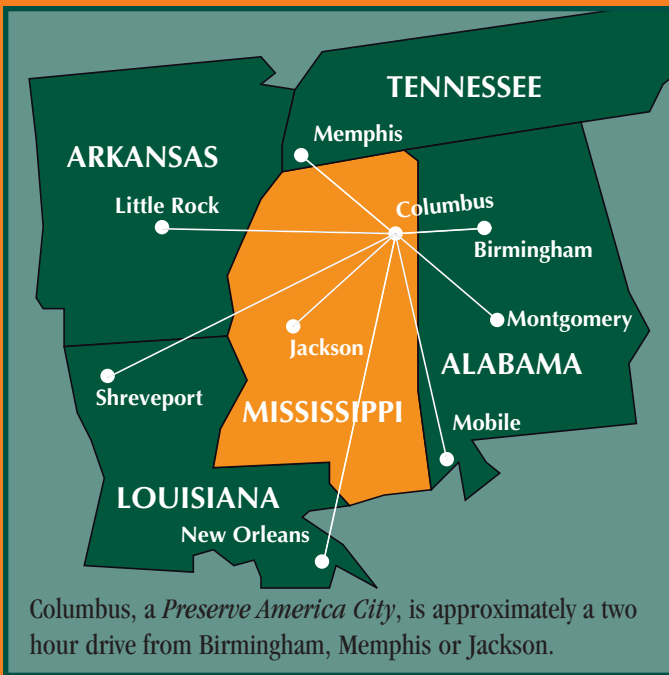 TENNESSEE
Memphis
ARKANSAS
Little Rock
Columbus
Birmingham
Montgomery
Jackson
ALABAMA
Shreveport
MISSISSIPPI
Mobile
LOUISIANA
New Orleans
Columbus, a Preserve America City, is approximately a two
hour drive from Birmingham, Memphis or Jackson.